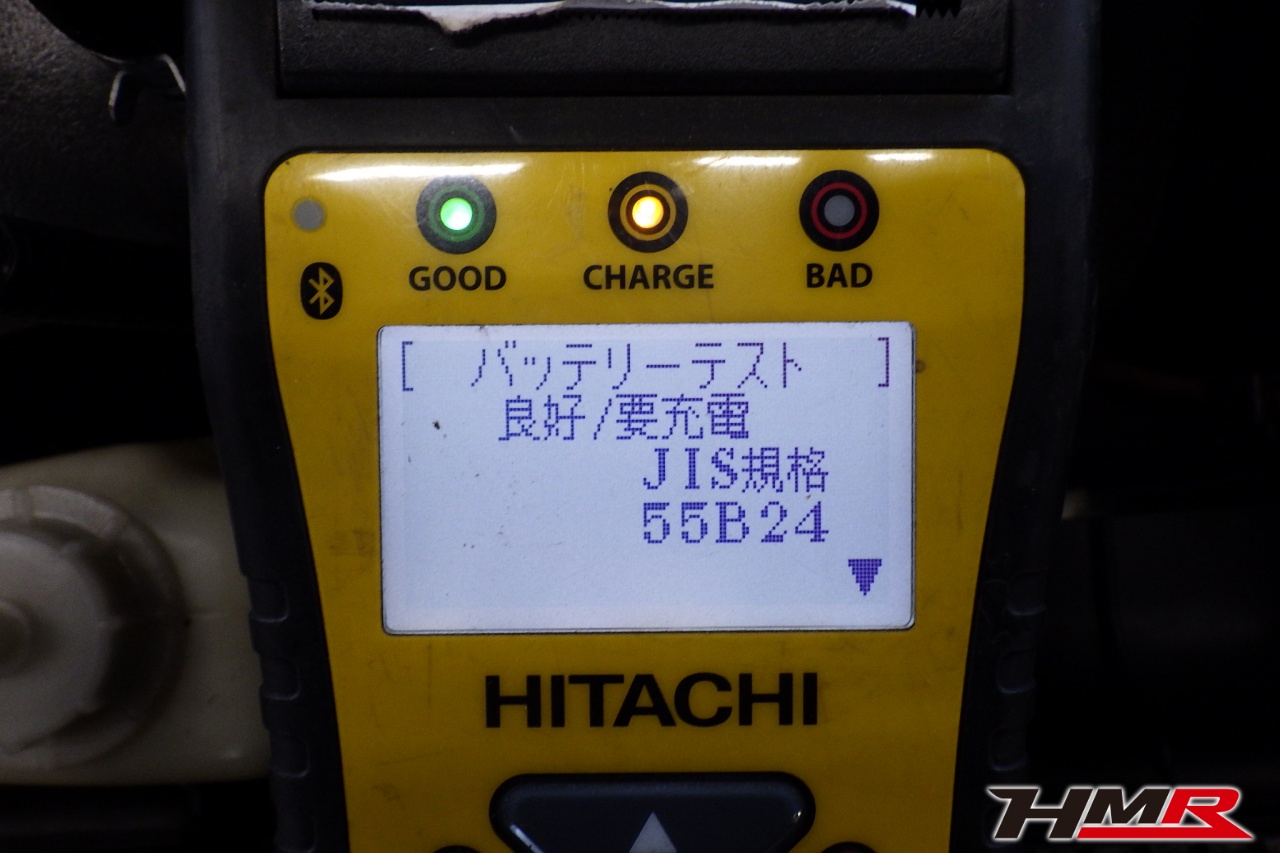 GOOD CHARGE BAD
[ バッテリーテスト ]
良好/要充電
JIS規格
55B24
HITACHI
HMR